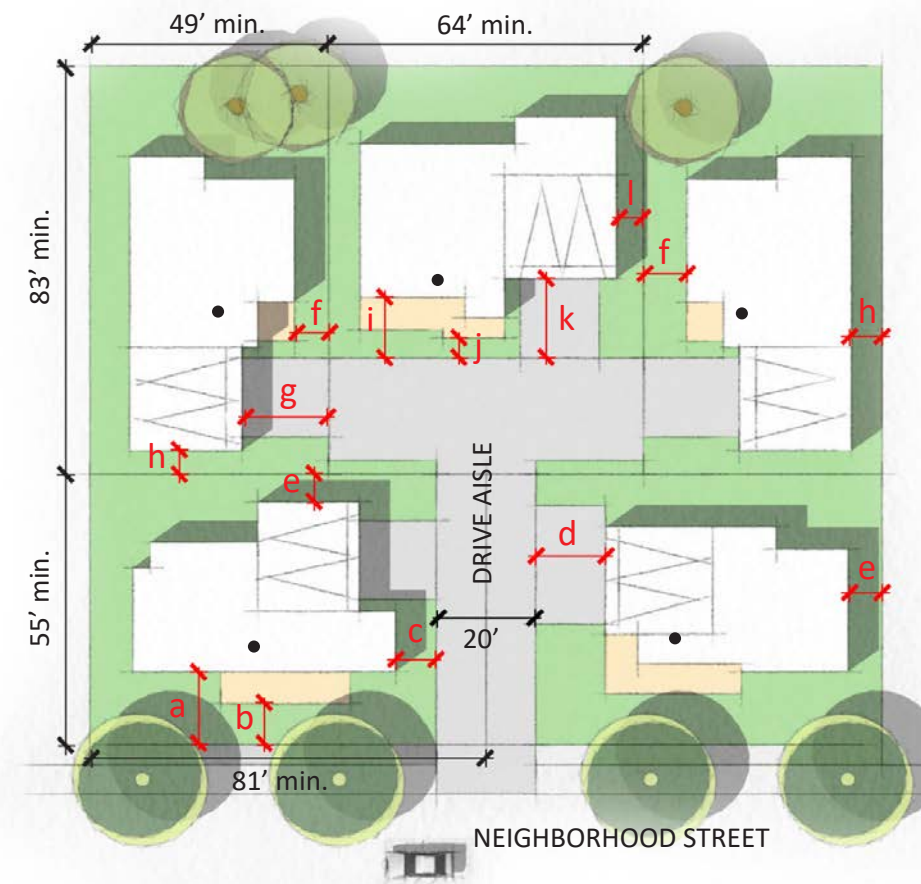 49’ min.
64’ min.
83’ min.
l
f
h
i
k
f
j
g
h
e
DRIVE AISLE
d
e
55’ min.
20’
c
a
b
81’ min.
NEIGHBORHOOD STREET